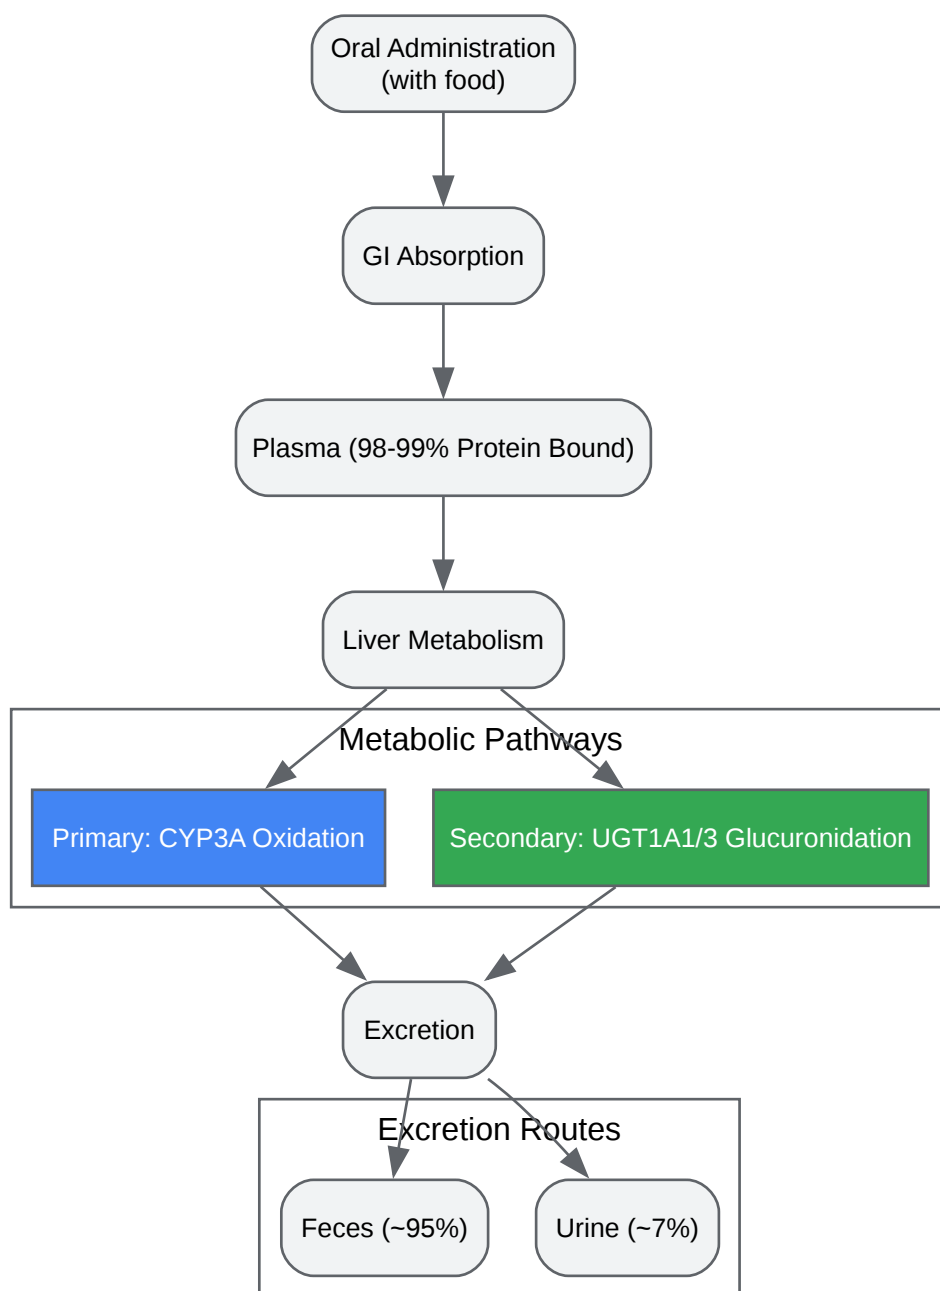 Oral Administration
(with food)
GI Absorption
Plasma (98-99% Protein Bound)
Liver Metabolism
Metabolic Pathways
Primary: CYP3A Oxidation
Secondary: UGT1A1/3 Glucuronidation
Excretion
Excretion Routes
Feces (~95%)
Urine (~7%)